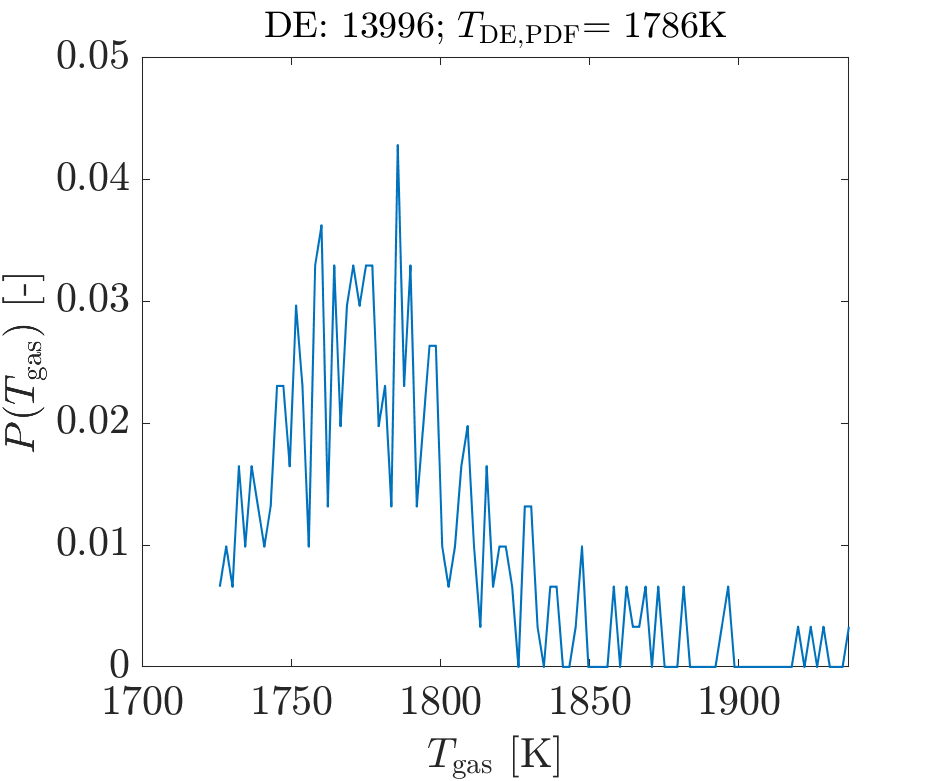 DE: 13996; T_DE,PDF= 1786K
0.05
0.04
0.03
0.02
0.01
0
P(T_gas) [-]
1700 1750 1800 1850 1900
T_gas [K]